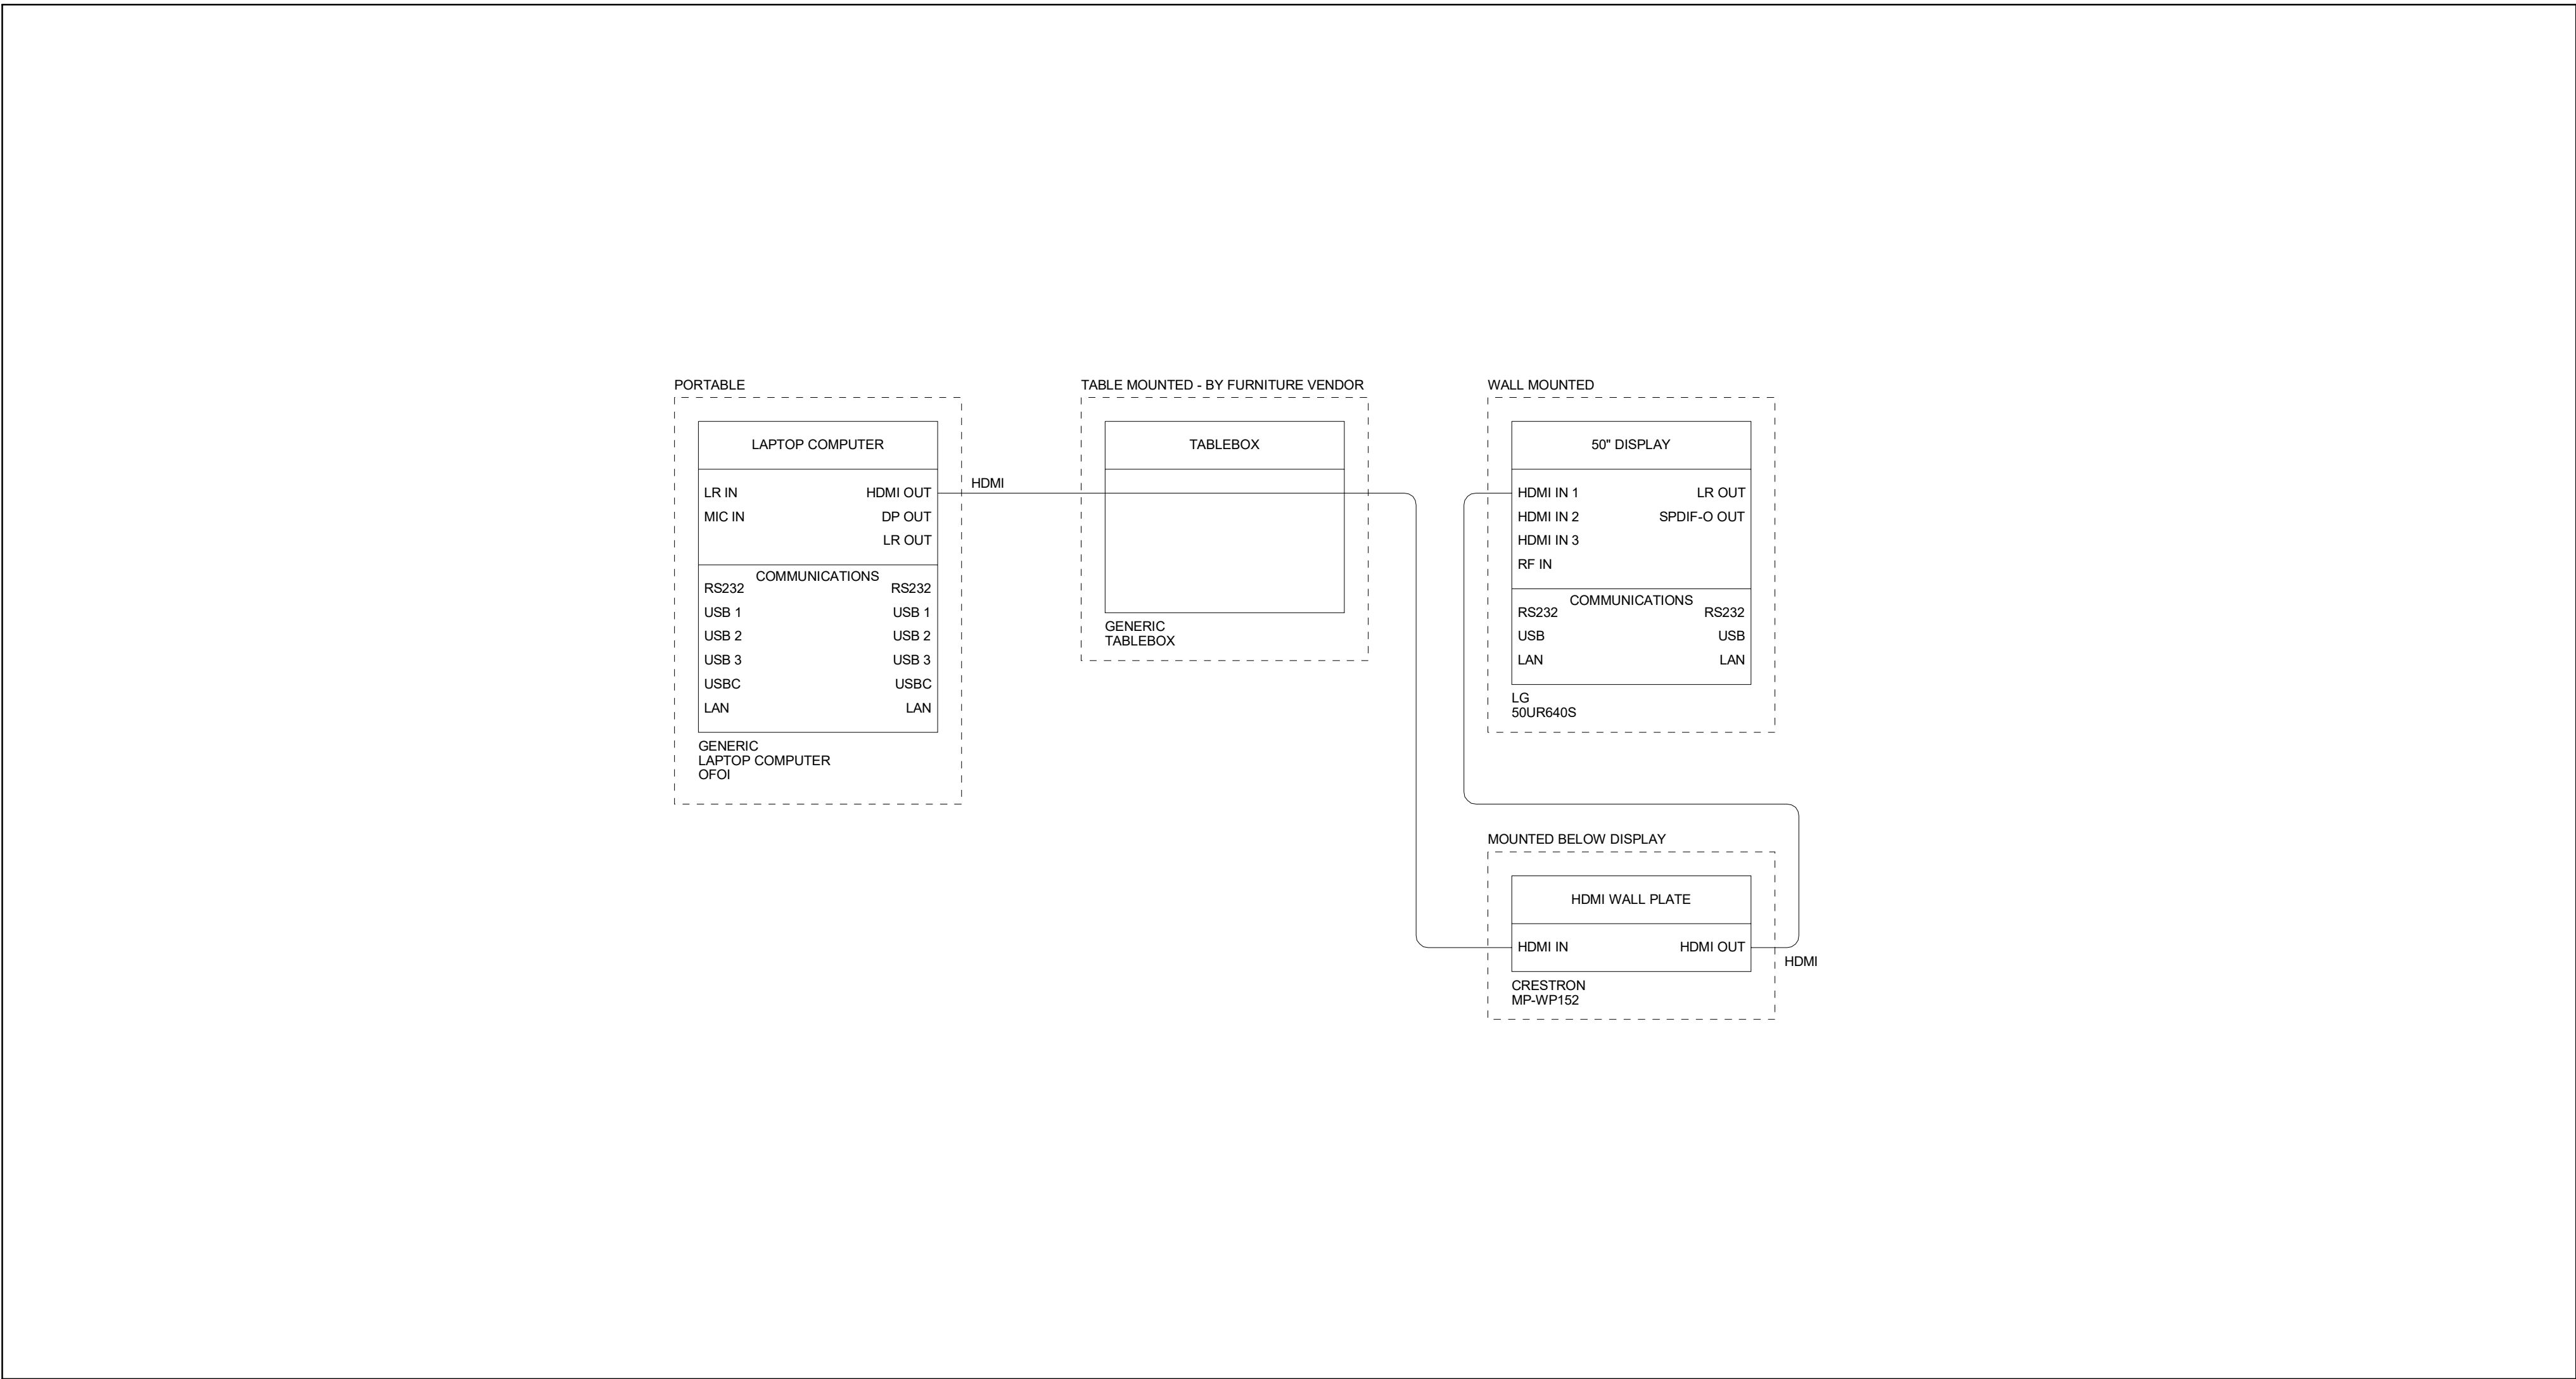 PORTABLE
LAPTOP COMPUTER
LR IN HDMI OUT
MIC IN DP OUT
LR OUT
COMMUNICATIONS
RS232 RS232
USB 1 USB 1
USB 2 USB 2
USB 3 USB 3
USBC USBC
LAN LAN
GENERIC
LAPTOP COMPUTER
OFOI
HDMI
TABLE MOUNTED - BY FURNITURE VENDOR
TABLEBOX
GENERIC
TABLEBOX
WALL MOUNTED
50" DISPLAY
HDMI IN 1 LR OUT
HDMI IN 2 SPDIF-O OUT
HDMI IN 3
RF IN
COMMUNICATIONS
RS232 RS232
USB USB
LAN LAN
LG
50UR640S
MOUNTED BELOW DISPLAY
HDMI WALL PLATE
HDMI IN HDMI OUT
HDMI
CRESTRON
MP-WP152